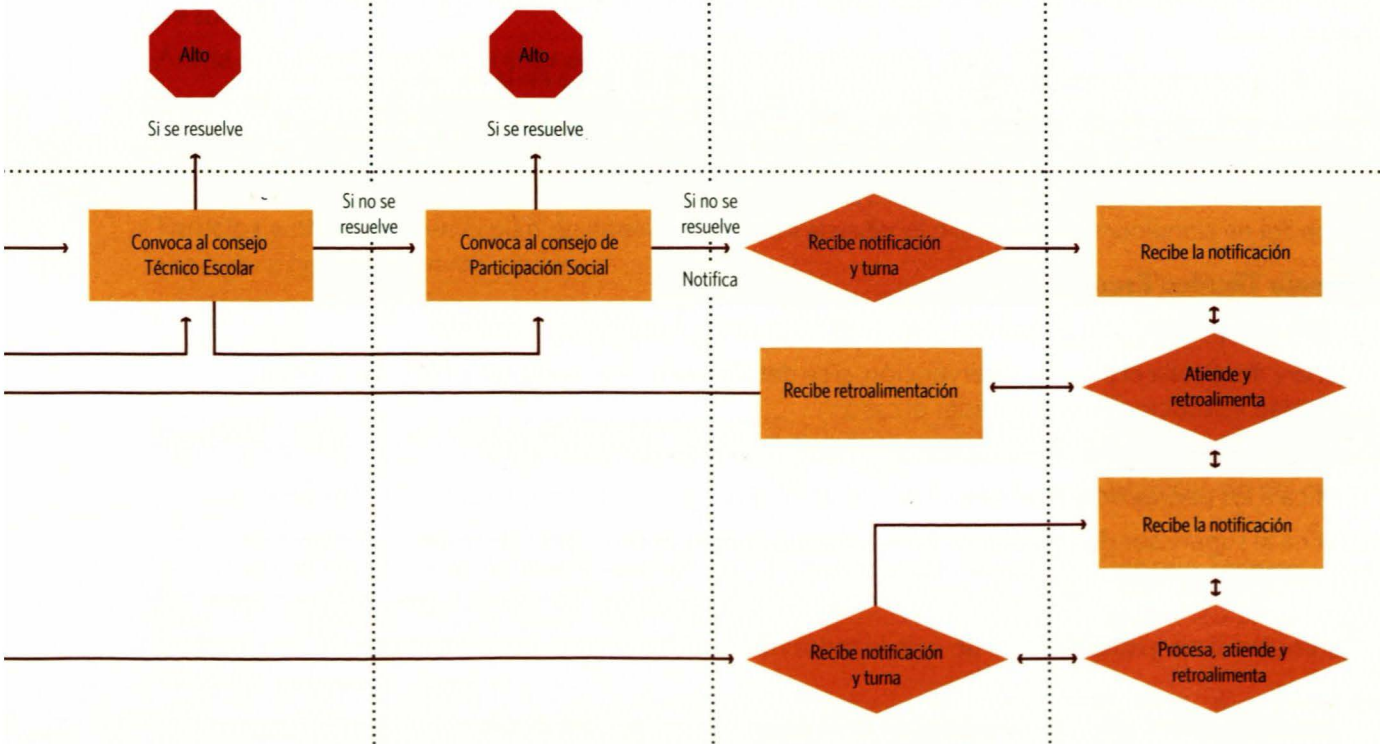 Alto
Alto
Si se resuelve
Si se resuelve
Convoca al consejo
Técnico Escolar
Si no se
resuelve
Convoca al consejo de
Participación Social
Si no se
resuelve
Notifica
Recibe notificación
y turna
Recibe la notificación
Recibe retroalimentación
Atiende y
retroalimenta
Recibe la notificación
Recibe notificación
y turna
Procesa, atiende y
retroalimenta